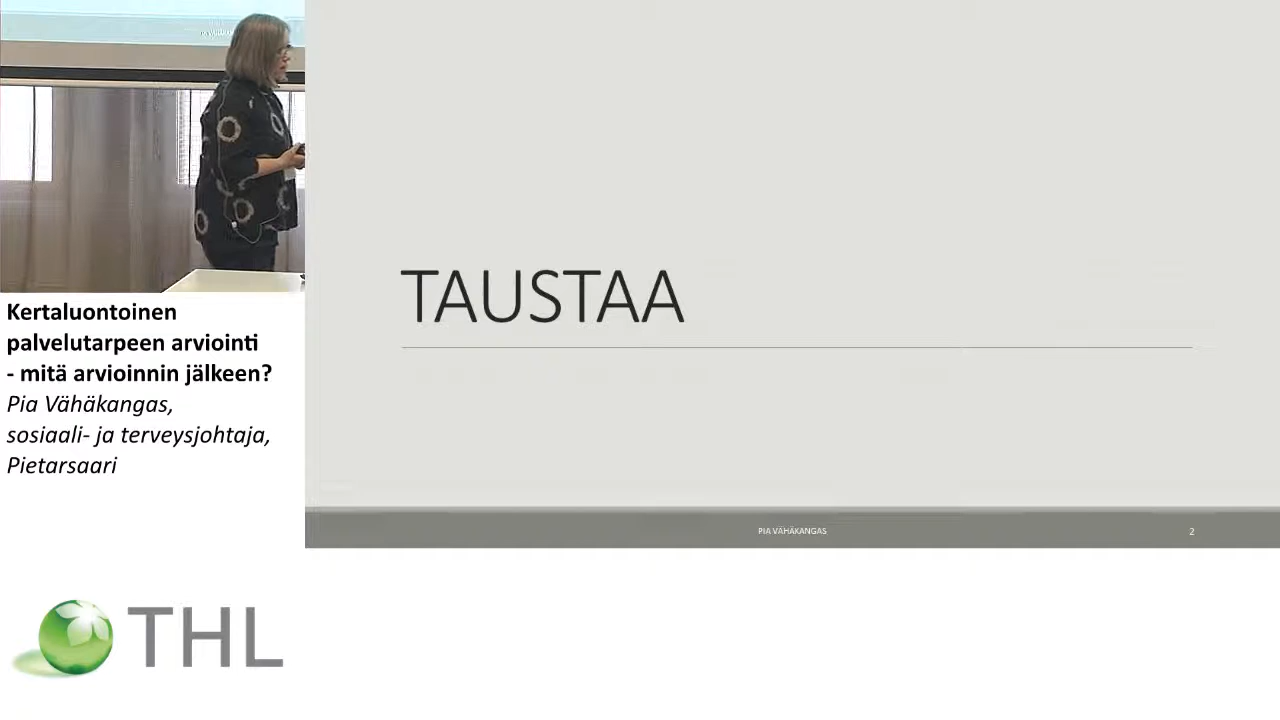 Kertaluontoinen
palvelutarpeen arviointi
- mitä arvioinnin jälkeen?
Pia Vähäkangas,
sosiaali- ja terveysjohtaja,
Pietarsaari
THL
TAUSTAA
PIA VÄHÄKANGAS
2